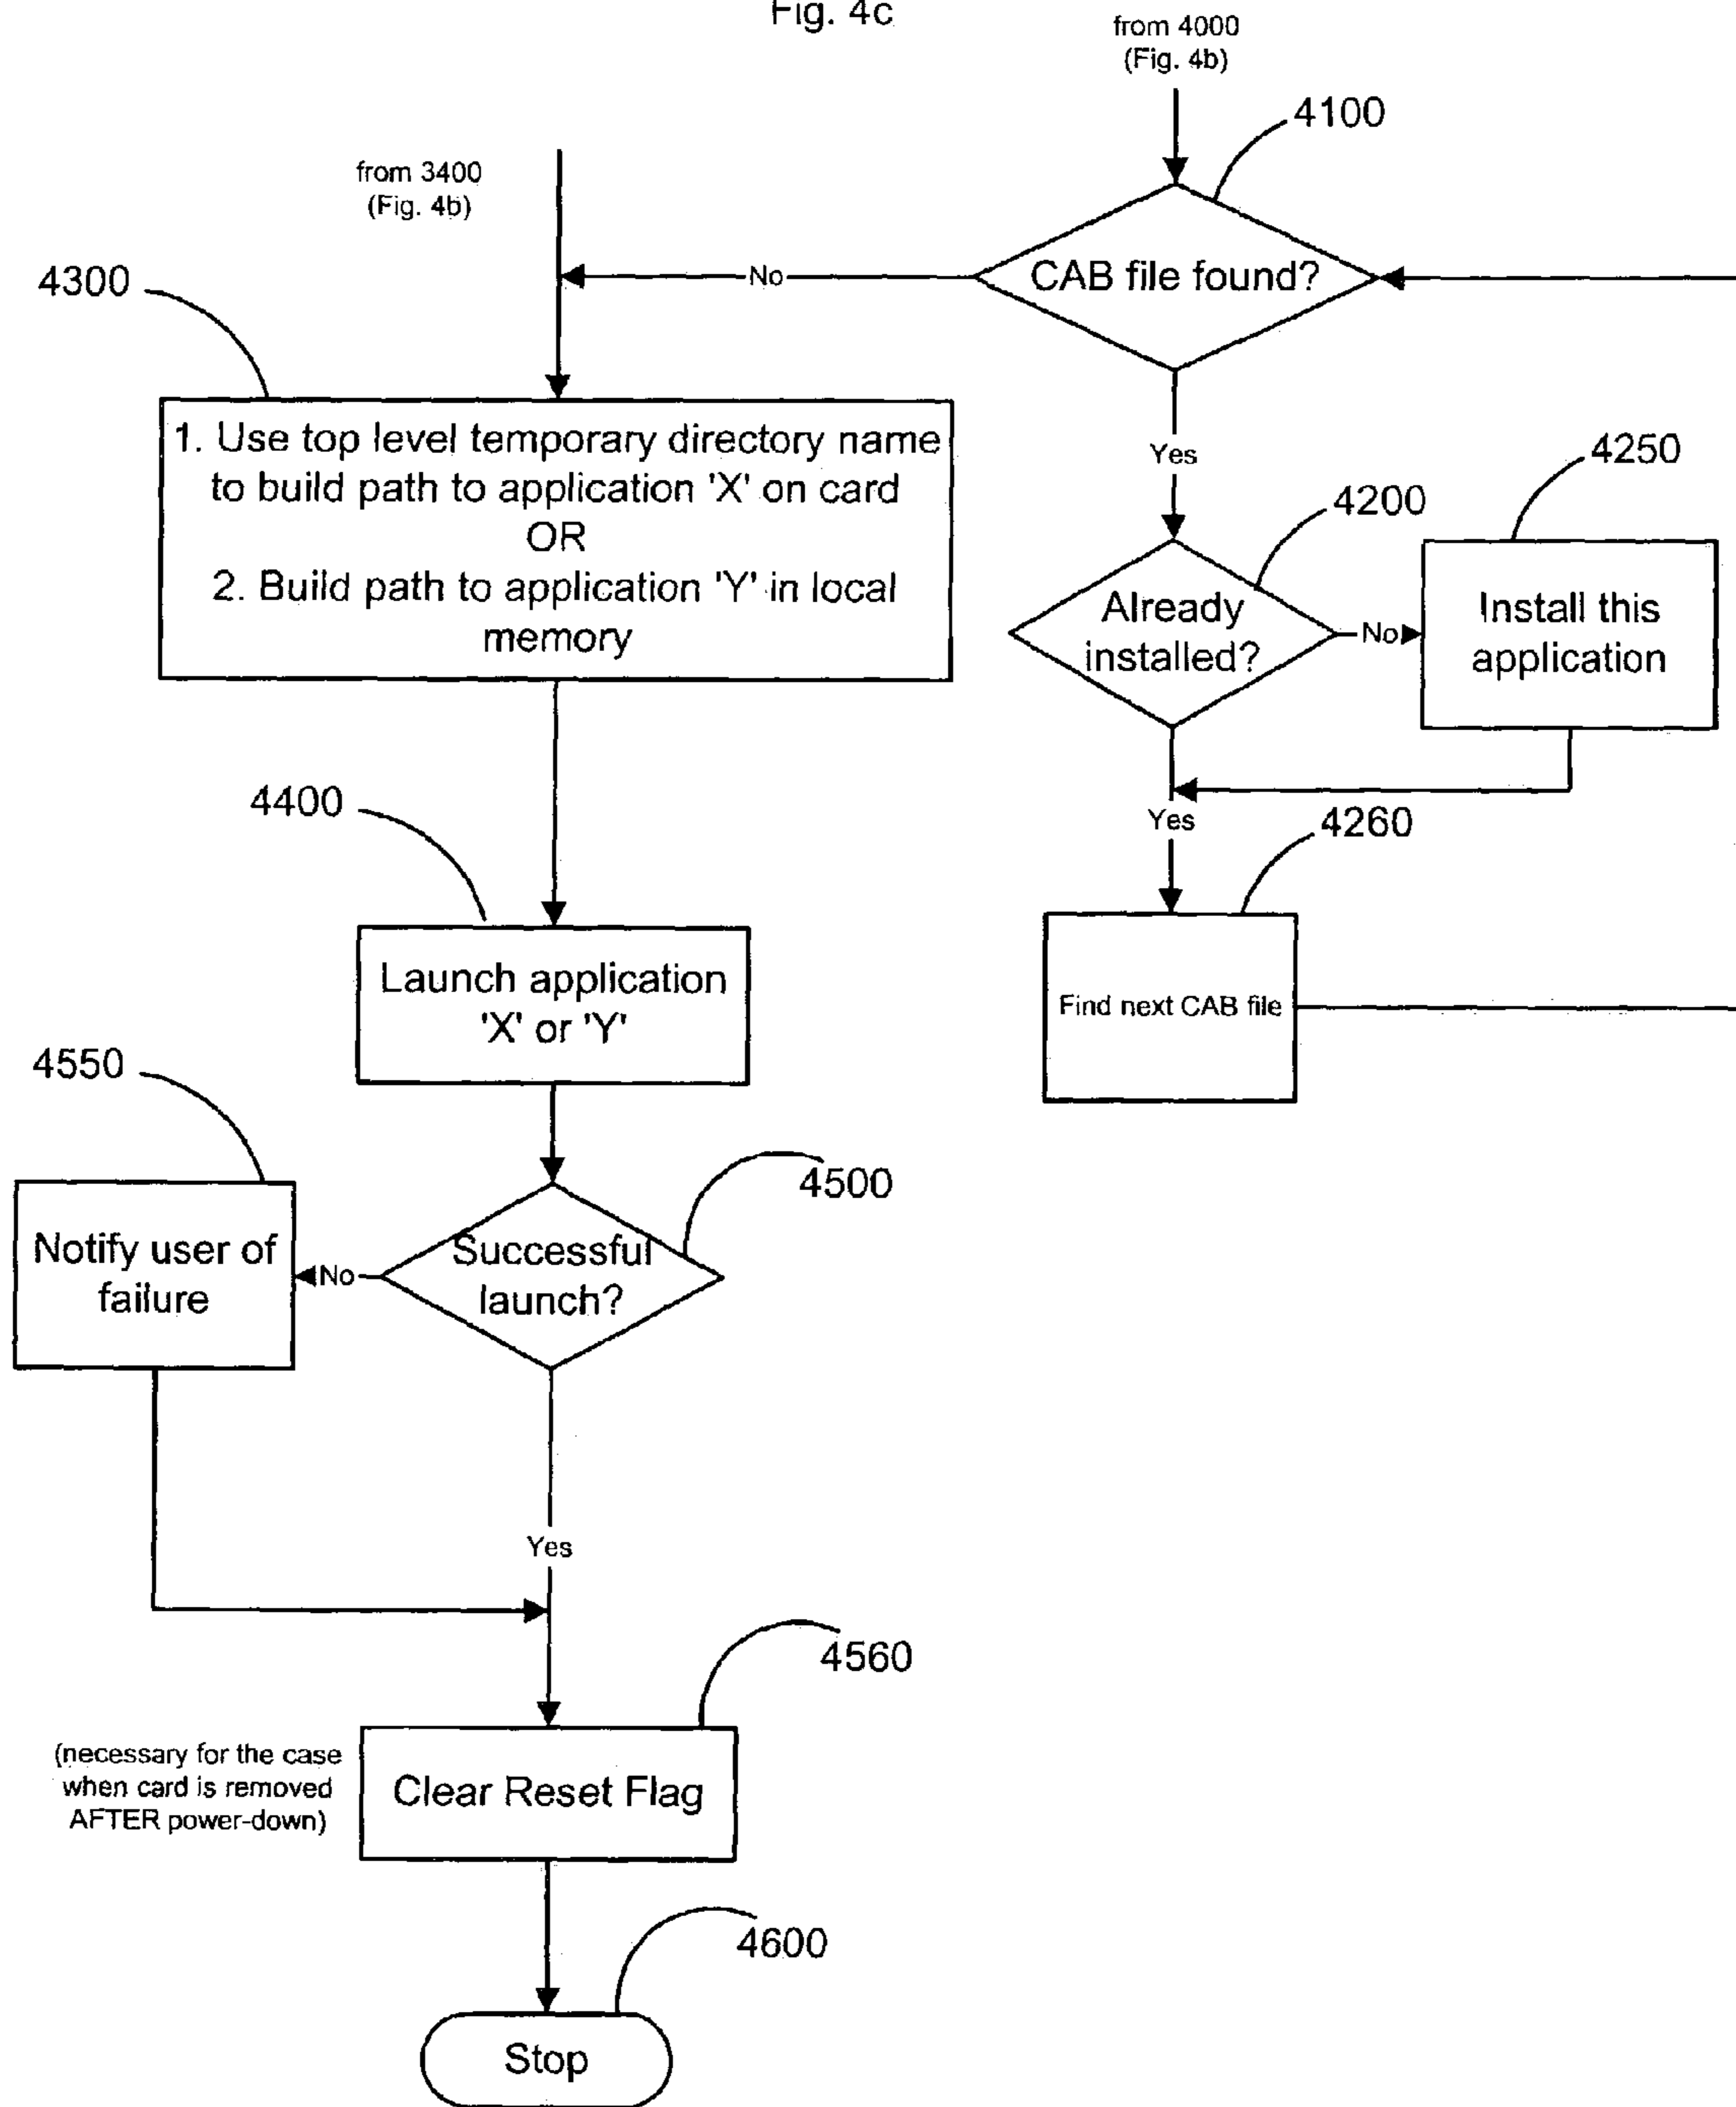 Fig. 4c
from 4000
(Fig. 4b)
4100
from 3400
(Fig. 4b)
4300
No
CAB file found?
1. Use top level temporary directory name
to build path to application 'X' on card
OR
2. Build path to application 'Y' in local
memory
Yes
4250
4200
Already
installed?
No
Install this
application
4400
Yes
4260
Launch application
'X' or 'Y'
Find next CAB file
4550
4500
Notify user of
failure
No
Successful
launch?
Yes
4560
(necessary for the case
when card is removed
AFTER power-down)
Clear Reset Flag
4600
Stop